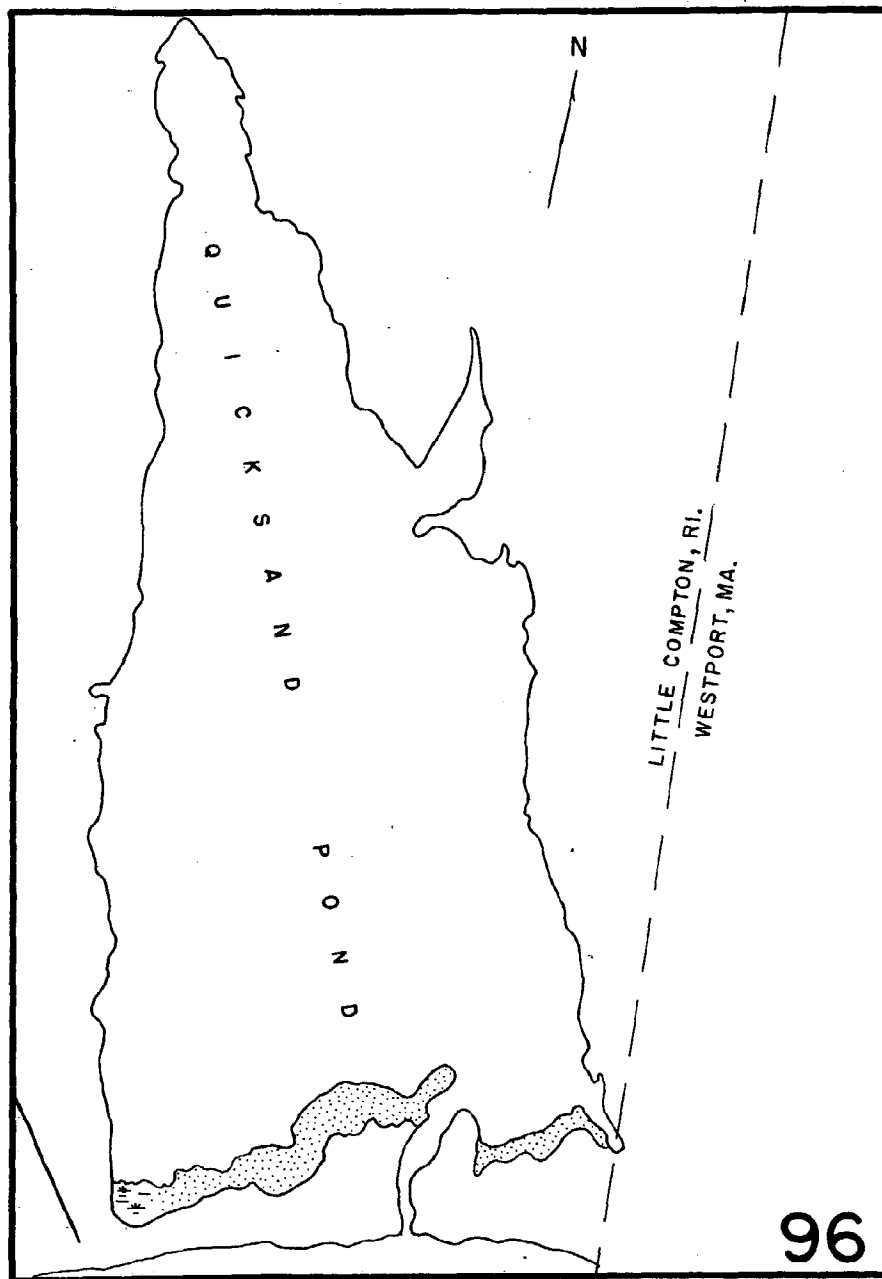 N
QUICKSAND POND
LITTLE COMPTON, RI.
WESTPORT, MA.
96